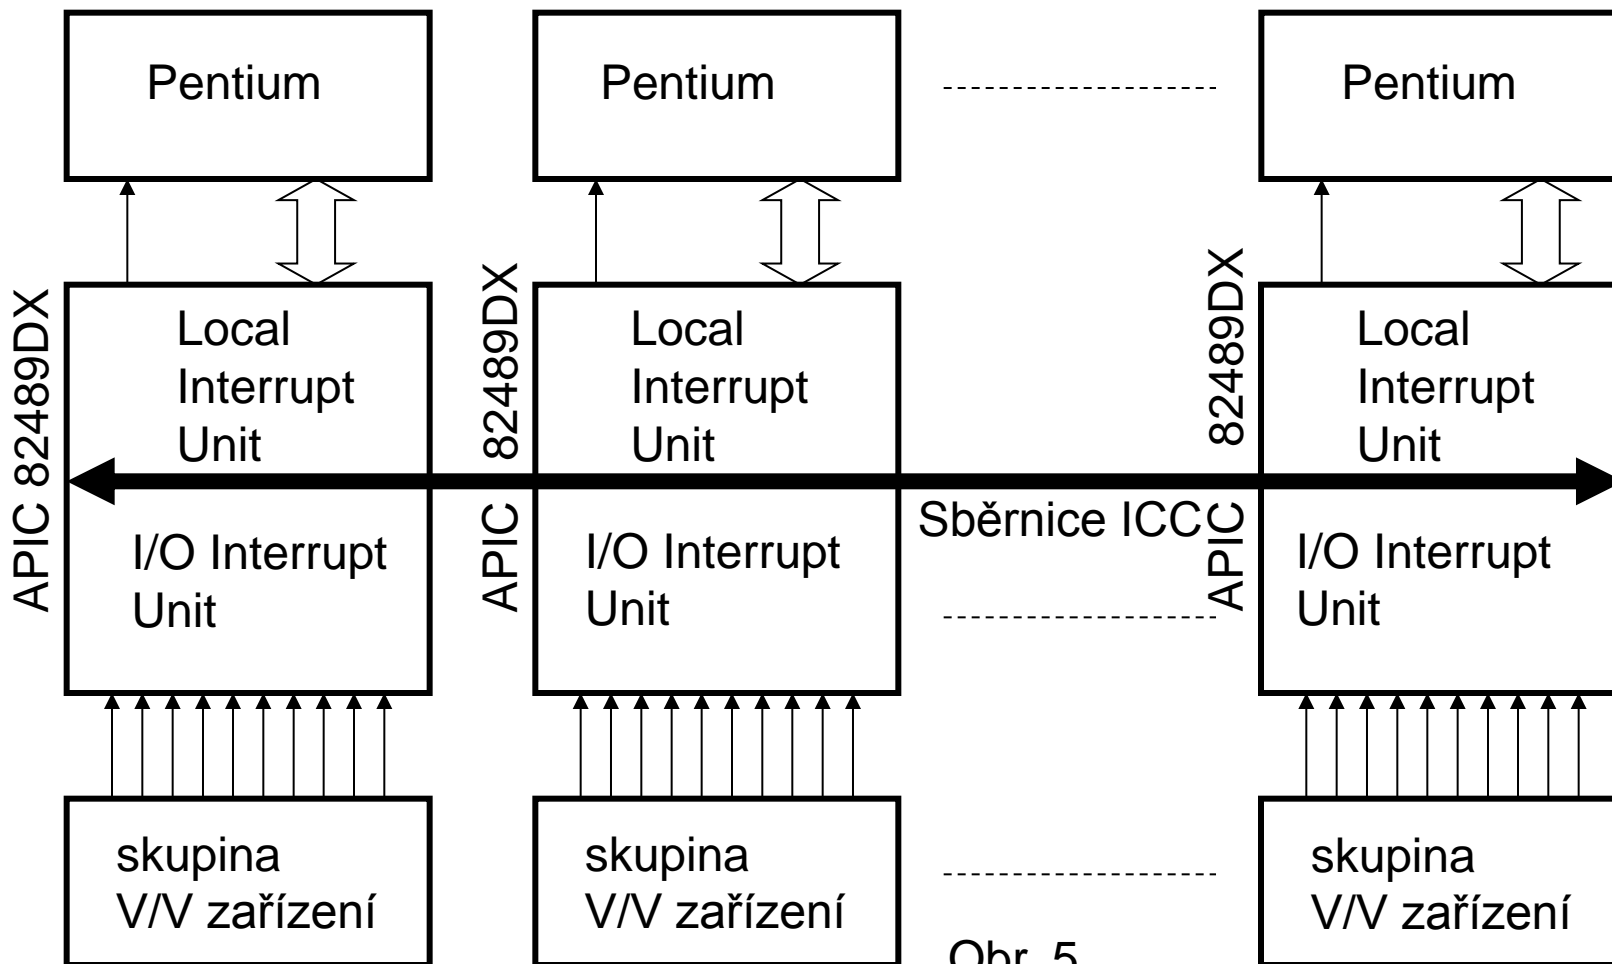 Pentium
Pentium
Pentium
APIC 82489DX
Local
Interrupt
Unit
I/O Interrupt
Unit
APIC 82489DX
Local
Interrupt
Unit
I/O Interrupt
Unit
Sběrnice ICC
APIC 82489DX
Local
Interrupt
Unit
I/O Interrupt
Unit
skupina
V/V zařízení
skupina
V/V zařízení
skupina
V/V zařízení
Obr. 5